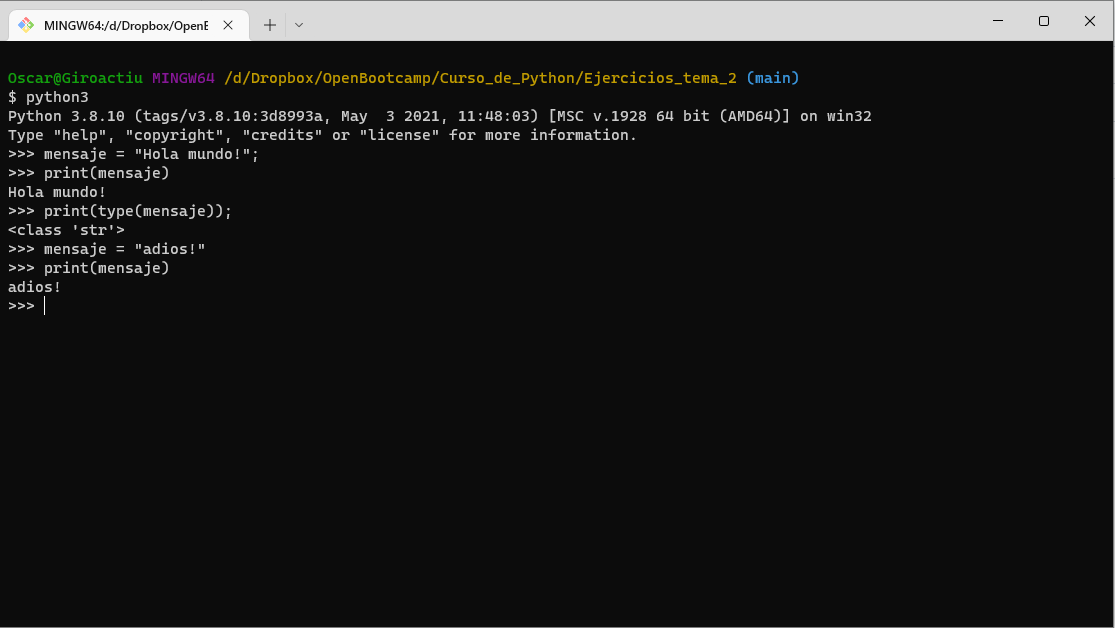 MINGW64:/d/Dropbox/OpenE
Oscar@Giroactiu MINGW64 /d/Dropbox/OpenBootcamp/Curso_de_Python/Ejercicios_tema_2 (main)
$ python3
Python 3.8.10 (tags/v3.8.10:3d8993a, May  3 2021, 11:48:03) [MSC v.1928 64 bit (AMD64)] on win32
Type "help", "copyright", "credits" or "license" for more information.
>>> mensaje = "Hola mundo!";
>>> print(mensaje)
Hola mundo!
>>> print(type(mensaje));
<class 'str'>
>>> mensaje = "adios!"
>>> print(mensaje)
adios!
>>>